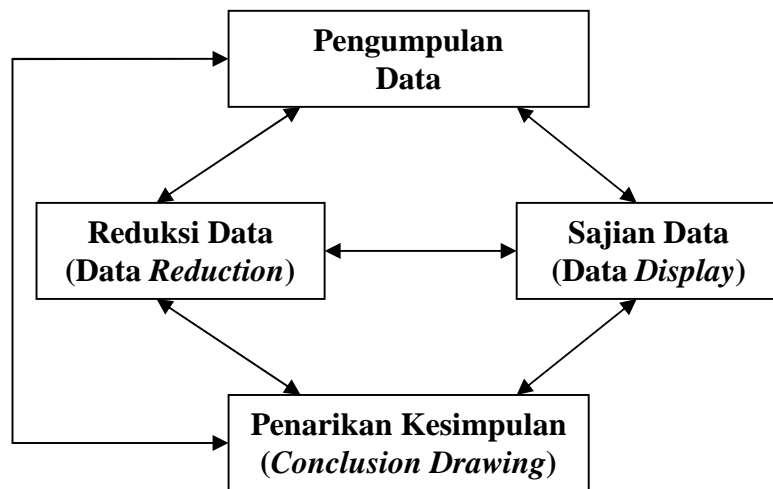 Pengumpulan
Data
Reduksi Data
(Data Reduction)
Sajian Data
(Data Display)
Penarikan Kesimpulan
(Conclusion Drawing)